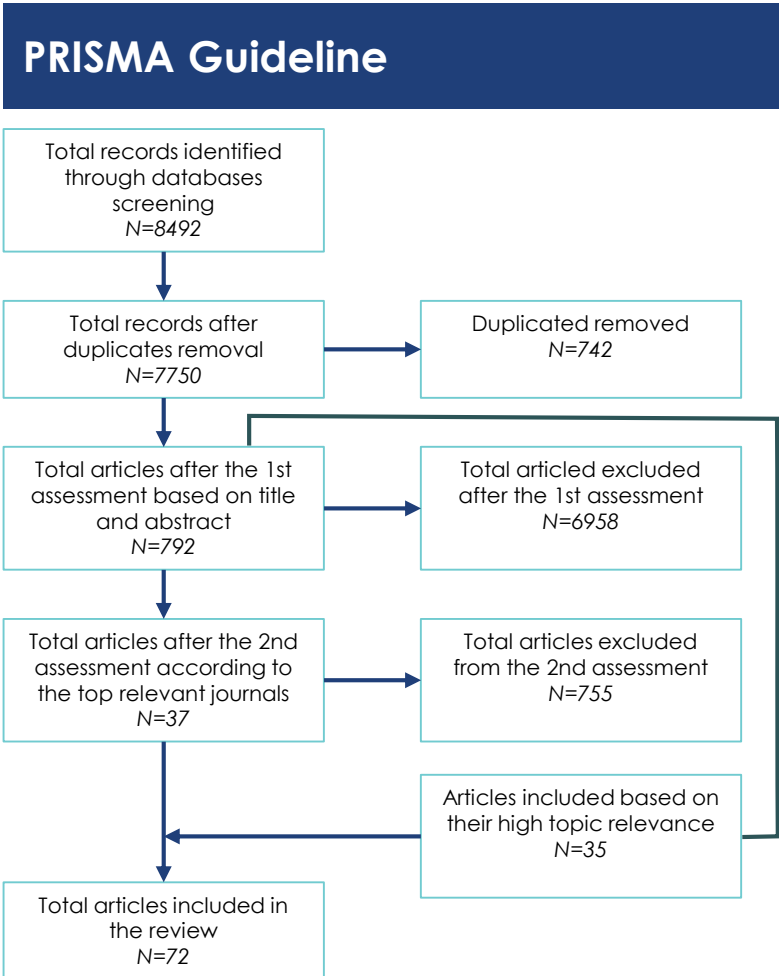 PRISMA Guideline
Total records identified
through databases
screening
N=8492
Total records after
duplicates removal
N=7750
Duplicated removed
N=742
Total articles after the 1st
assessment based on title
and abstract
N=792
Total articled excluded
after the 1st assessment
N=6958
Total articles after the 2nd
assessment according to
the top relevant journals
N=37
Total articles excluded
from the 2nd assessment
N=755
Articles included based on
their high topic relevance
N=35
Total articles included in
the review
N=72